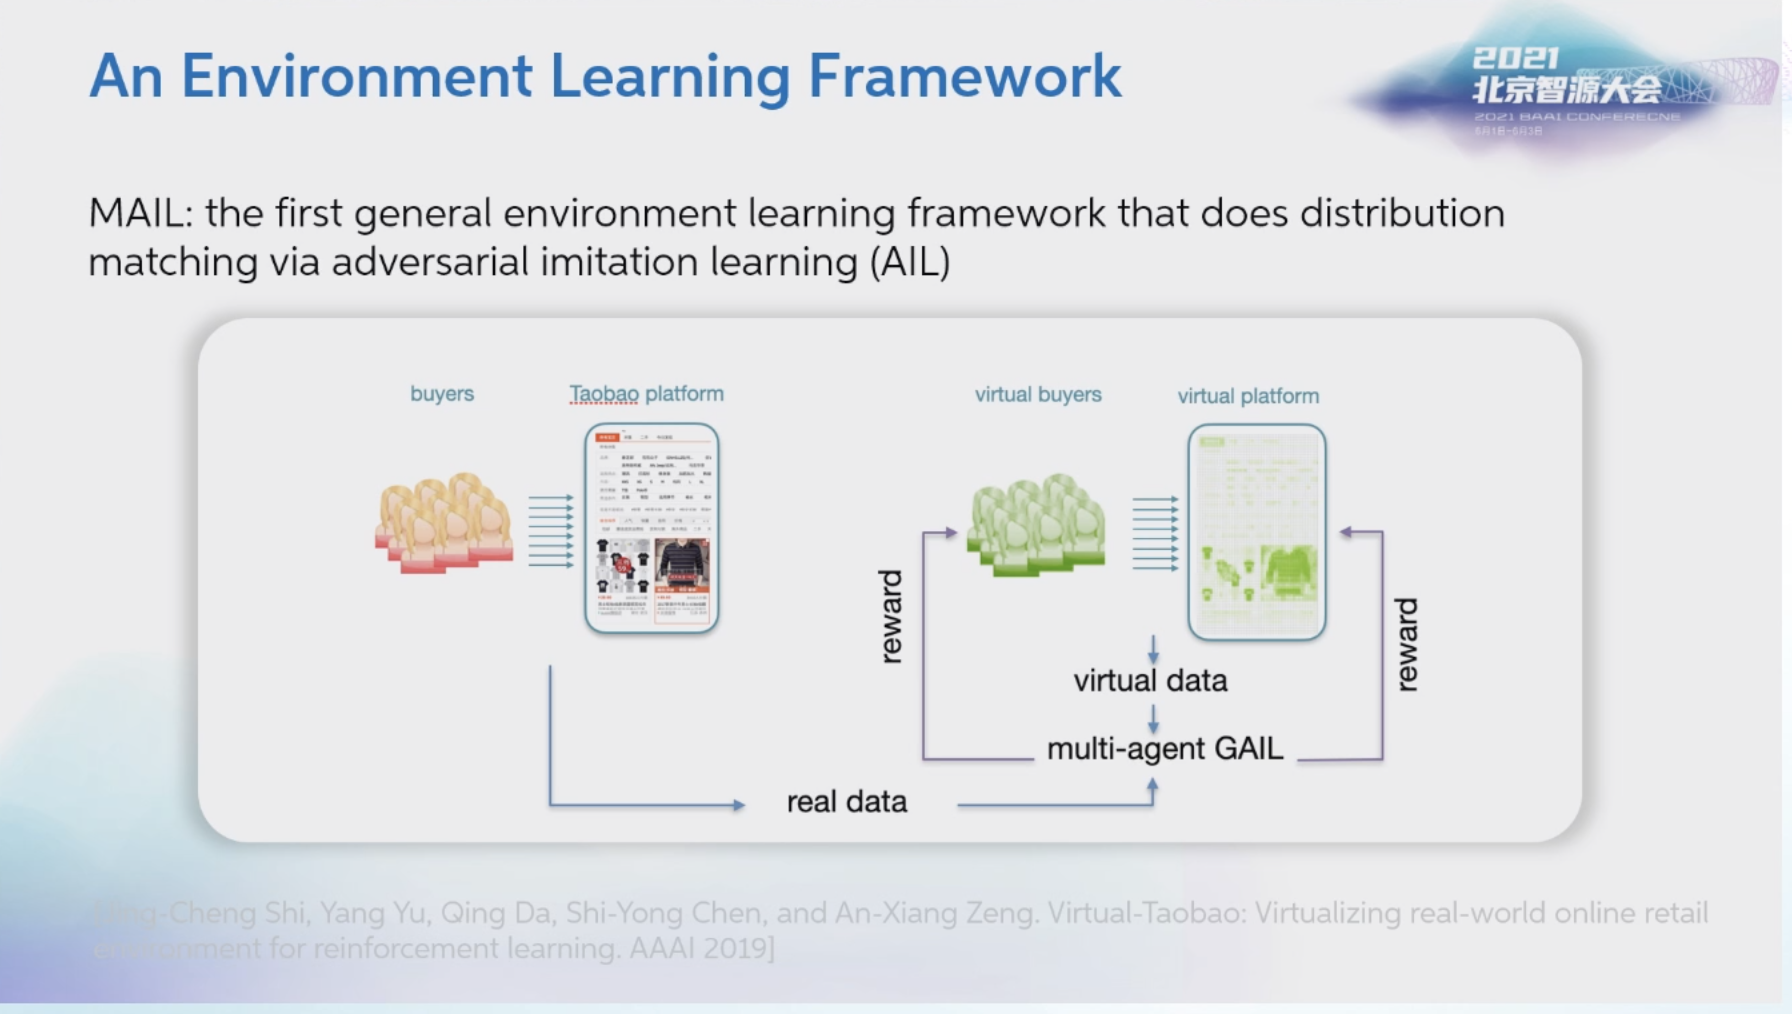 An Environment Learning Framework
2021
北京智源大会
2021 BAAI CONFERECNE
6月1日-6月3日
MAIL: the first general environment learning framework that does distribution
matching via adversarial imitation learning (AIL)
buyers
Taobao platform
virtual buyers
virtual platform
reward
reward
virtual data
multi-agent GAIL
real data
[Jing-Cheng Shi, Yang Yu, Qing Da, Shi-Yong Chen, and An-Xiang Zeng. Virtual-Taobao: Virtualizing real-world online retail
environment for reinforcement learning. AAAI 2019]